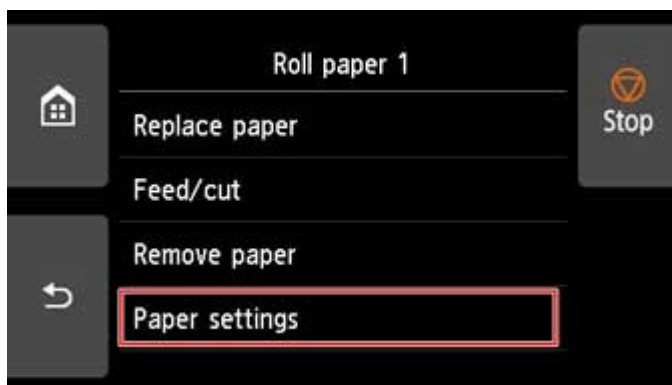 Roll paper 1
Stop
Replace paper
Feed/cut
Remove paper
Paper settings